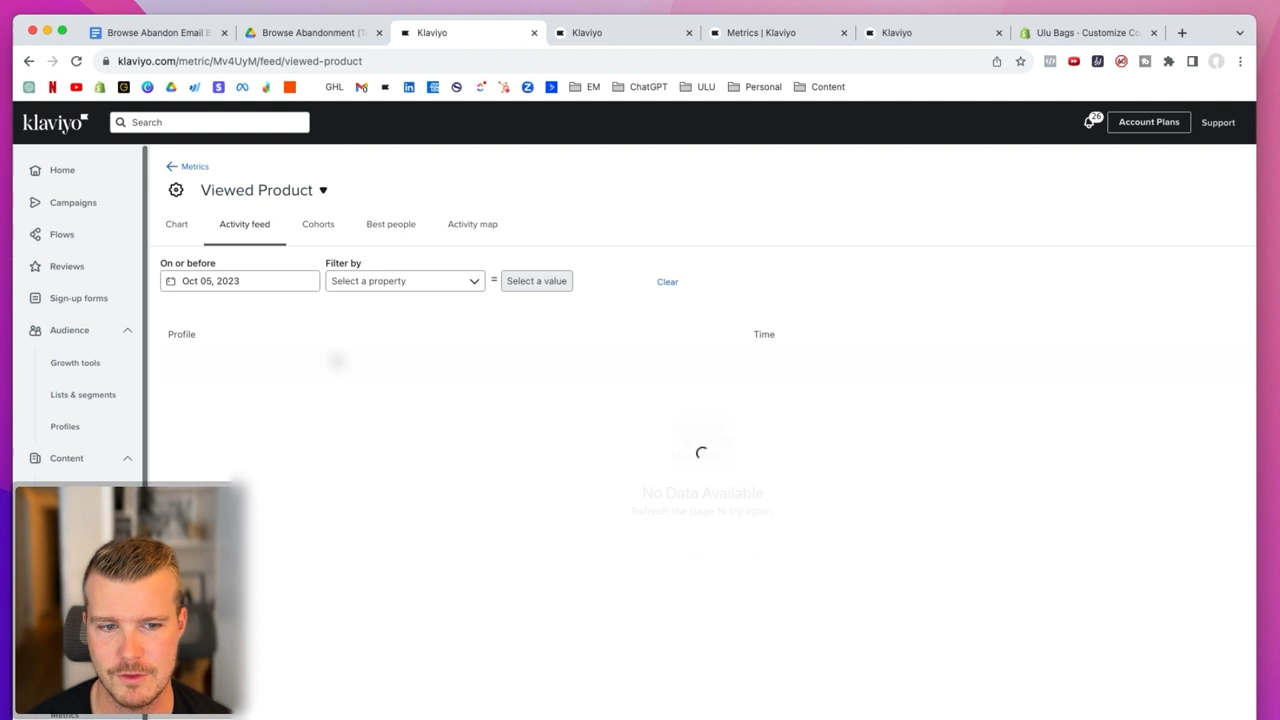 Browse Abandon Email B
Browse Abandonment (T
Klaviyo
Klaviyo
Metrics | Klaviyo
Klaviyo
Ulu Bags · Customize Co
klaviyo.com/metric/Mv4UyM/feed/viewed-product
GHL
EM
ChatGPT
ULU
Personal
Content
klaviyo
Search
26
Account Plans
Support
Home
Campaigns
Flows
Reviews
Sign-up forms
Audience
Growth tools
Lists & segments
Profiles
Content
Metrics
Metrics
Viewed Product
Chart
Activity feed
Cohorts
Best people
Activity map
On or before
Filter by
Oct 05, 2023
Select a property
=
Select a value
Clear
Profile
Time
No Data Available
Refresh the page to try again.